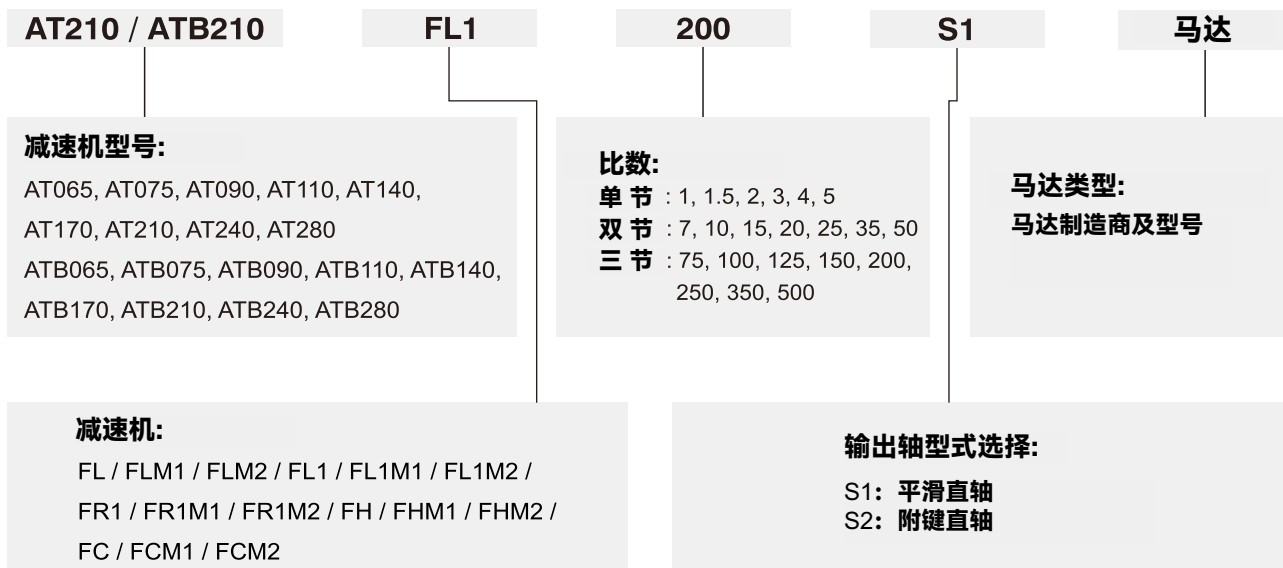 AT210 / ATB210
FL1
200
S1
马达
减速机型号:
AT065, AT075, AT090, AT110, AT140,
AT170, AT210, AT240, AT280
ATB065, ATB075, ATB090, ATB110, ATB140,
ATB170, ATB210, ATB240, ATB280
比数:
单 节 : 1, 1.5, 2, 3, 4, 5
双 节 : 7, 10, 15, 20, 25, 35, 50
三 节 : 75, 100, 125, 150, 200,
250, 350, 500
马达类型:
马达制造商及型号
减速机:
FL / FLM1 / FLM2 / FL1 / FL1M1 / FL1M2 /
FR1 / FR1M1 / FR1M2 / FH / FHM1 / FHM2 /
FC / FCM1 / FCM2
输出轴型式选择:
S1: 平滑直轴
S2: 附键直轴